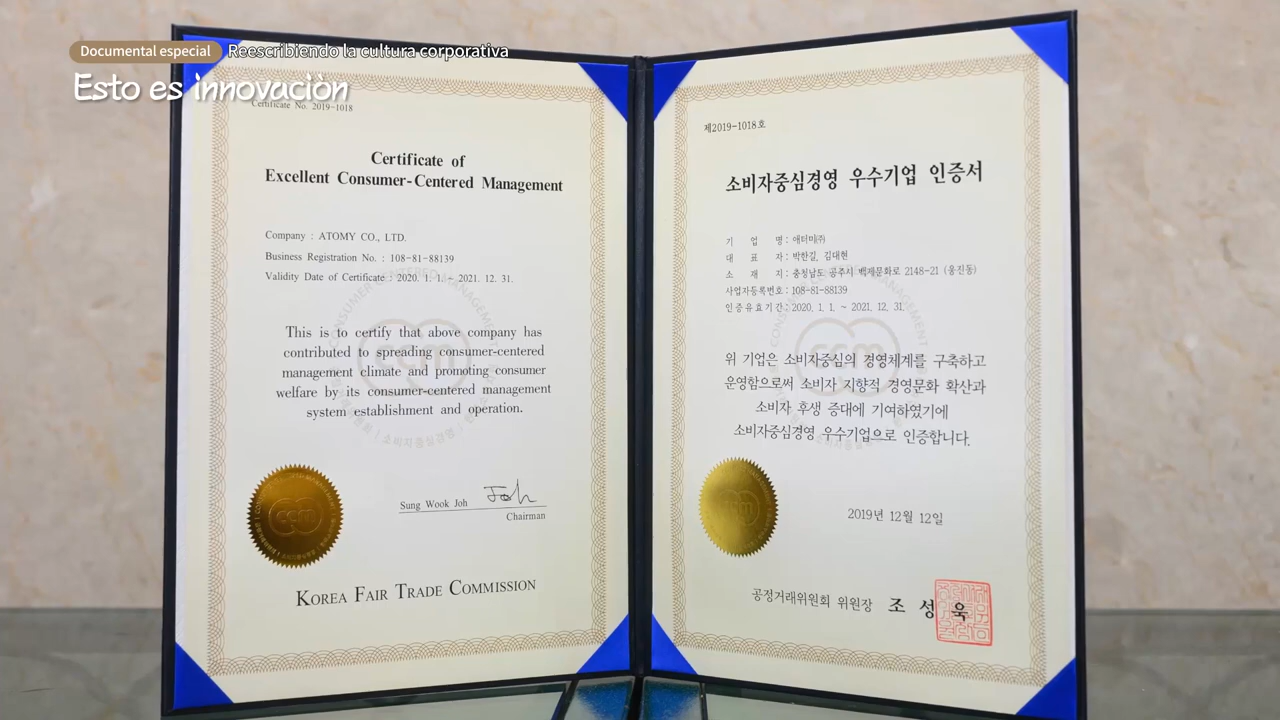 Documental especial Reescribiendo la cultura corporativa
Esto es innovaciòn
Certificate No. 2019-1018
Certificate of
Excellent Consumer-Centered Management
Company : ATOMY CO., LTD.
Business Registration No. : 108-81-88139
Validity Date of Certificate : 2020. 1. 1. ~ 2021. 12. 31.
This is to certify that above company has
contributed to spreading consumer-centered
management climate and promoting consumer
welfare by its consumer-centered management
system establishment and operation.
Sung Wook Joh
Chairman
KOREA FAIR TRADE COMMISSION
제2019-1018호
소비자중심경영 우수기업 인증서
기 업 명 : 애터미㈜
대 표 자 : 박한길, 김대현
소 재 지 : 충청남도 공주시 백제문화로 2148-21 (웅진동)
사업자등록번호 : 108-81-88139
인증유효기간 : 2020. 1. 1. ~ 2021. 12. 31.
위 기업은 소비자중심의 경영체계를 구축하고
운영함으로써 소비자 지향적 경영문화 확산과
소비자 후생 증대에 기여하였기에
소비자중심경영 우수기업으로 인증합니다.
2019년 12월 12일
공정거래위원회 위원장 조 성 욱